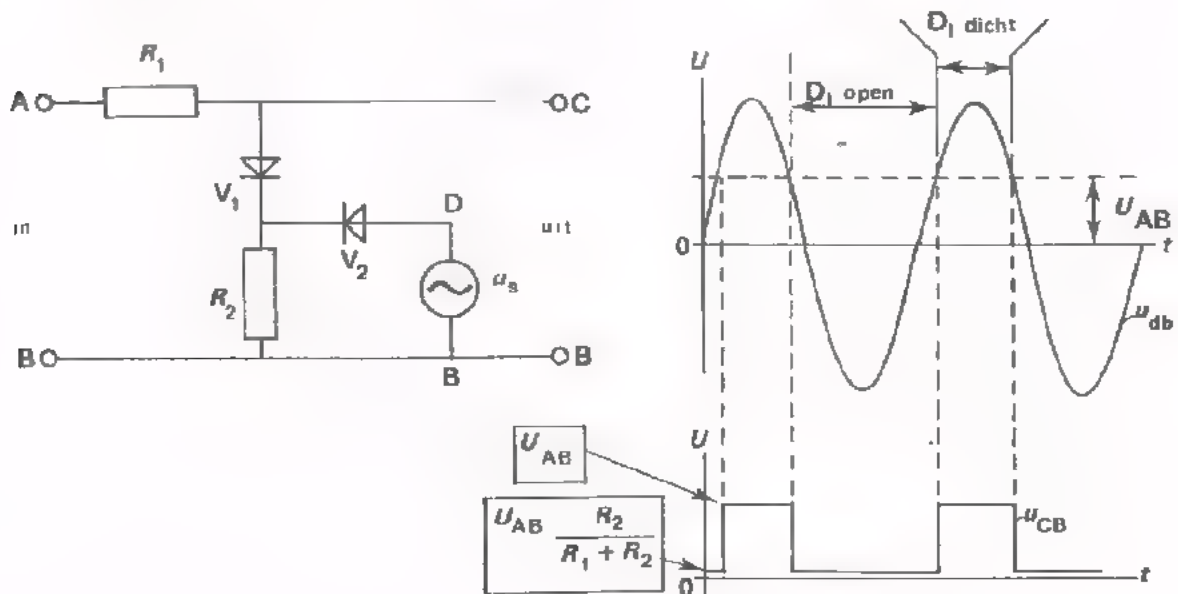 R1
A
C
V1
D
in
uit
V2
R2
us
B
B
B
D1 dicht
U
D1 open
UAB
0
t
udb
U
UAB
UAB R2
R1 + R2
uCB
0
t